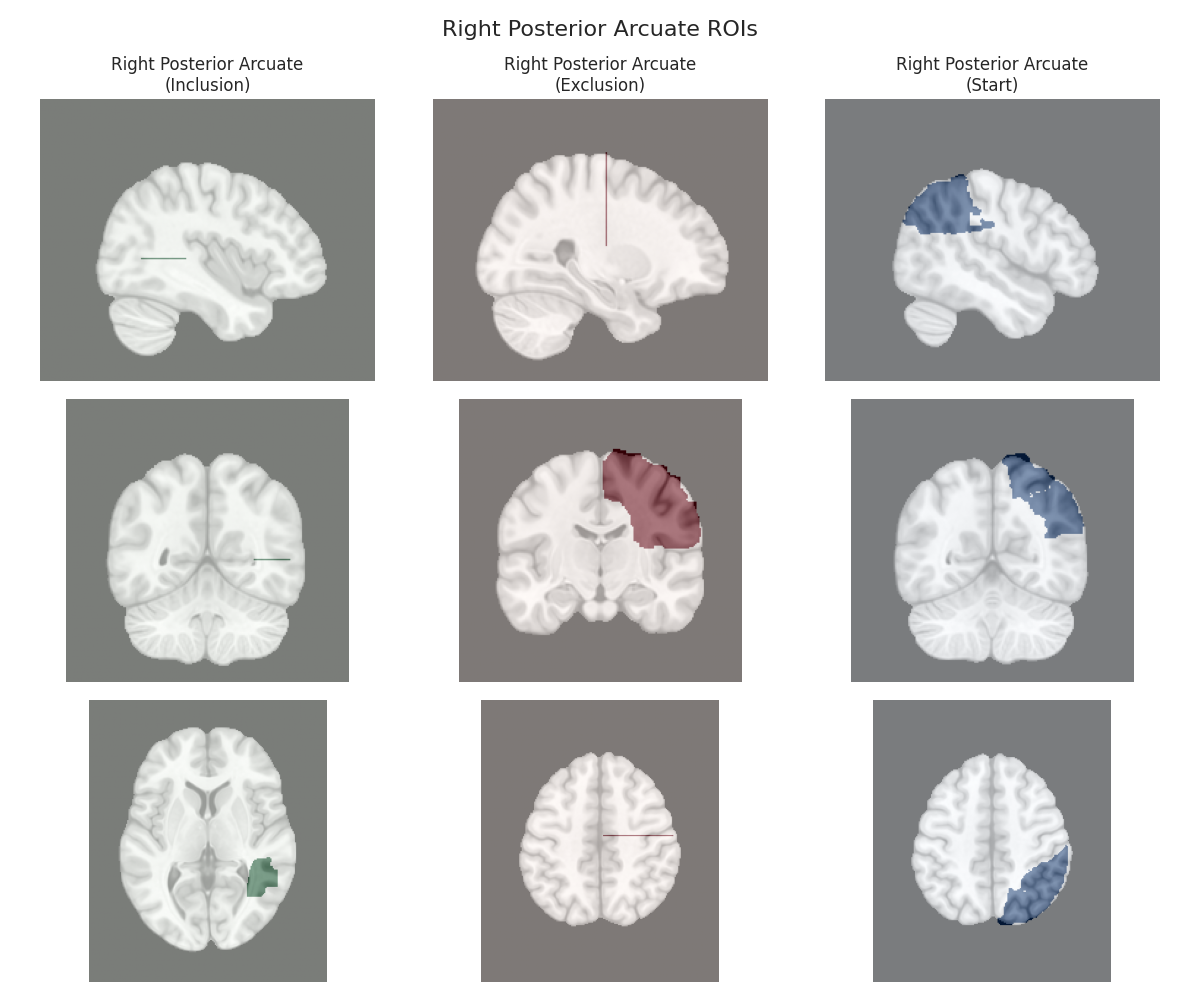 Right Posterior Arcuate ROIs
Right Posterior Arcuate
(Inclusion)
Right Posterior Arcuate
(Exclusion)
Right Posterior Arcuate
(Start)